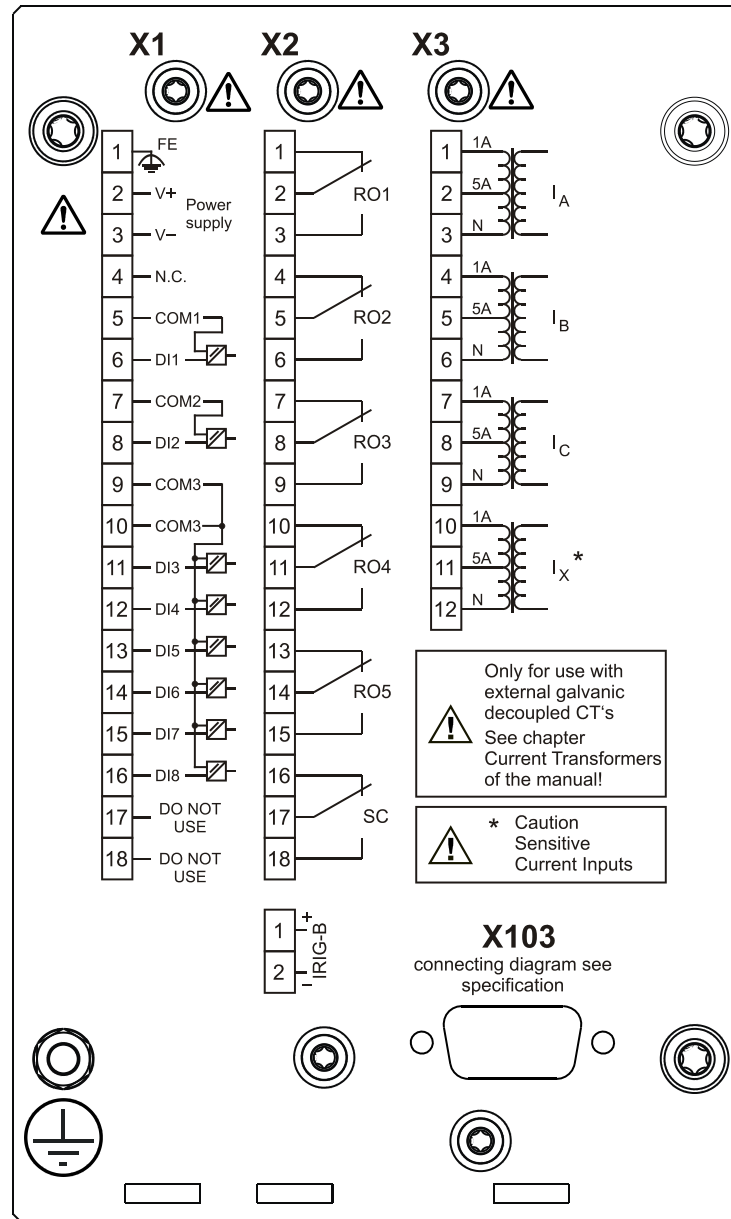 X1
X2
X3
1 FE
2 V+
Power
supply
3 V–
4 N.C.
5 COM1
6 DI1
7 COM2
8 DI2
9 COM3
10 COM3
11 DI3
12 DI4
13 DI5
14 DI6
15 DI7
16 DI8
17 DO NOT
USE
18 DO NOT
USE
1
2 RO1
3
4
5 RO2
6
7
8 RO3
9
10
11 RO4
12
13
14 RO5
15
16
17 SC
18
1 +
IRIG-B
2 –
1 1A
2 5A IA
3 N
4 1A
5 5A IB
6 N
7 1A
8 5A IC
9 N
10 1A
11 5A IX*
12 N
Only for use with
external galvanic
decoupled CT‘s
See chapter
Current Transformers
of the manual!
* Caution
Sensitive
Current Inputs
X103
connecting diagram see
specification